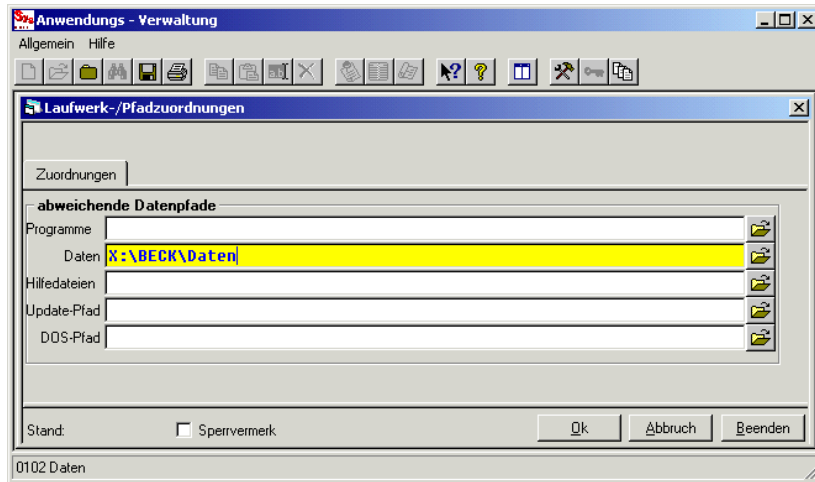 Anwendungs - Verwaltung
Allgemein Hilfe
Laufwerk-/Pfadzuordnungen
Zuordnungen
abweichende Datenpfade
Programme
Daten X:\BECK\Daten
Hilfedateien
Update-Pfad
DOS-Pfad
Stand: Sperrvermerk Ok Abbruch Beenden
0102 Daten